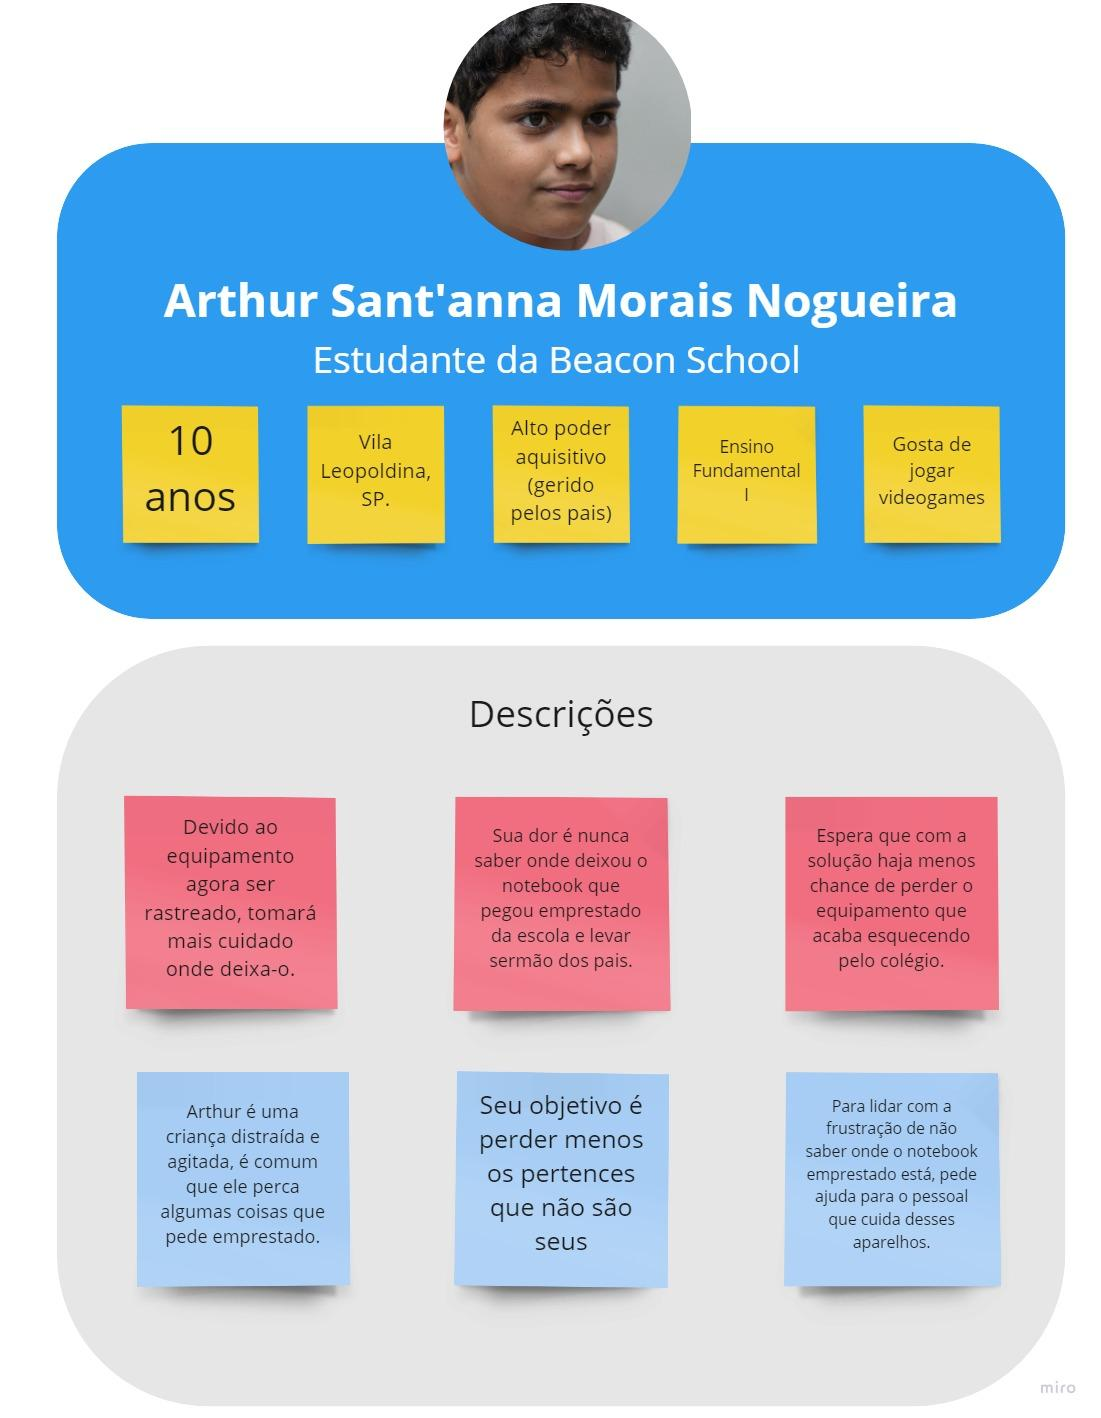 Arthur Sant'anna Morais Nogueira
Estudante da Beacon School
10
anos
Vila
Leopoldina,
SP.
Alto poder
aquisitivo
(gerido
pelos pais)
Ensino
Fundamental
I
Gosta de
jogar
videogames
Descrições
Devido ao
equipamento
agora ser
rastreado, tomará
mais cuidado
onde deixa-o.
Sua dor é nunca
saber onde deixou o
notebook que
pegou emprestado
da escola e levar
sermão dos pais.
Espera que com a
solução haja menos
chance de perder o
equipamento que
acaba esquecendo
pelo colégio.
Arthur é uma
criança distraída e
agitada, é comum
que ele perca
algumas coisas que
pede emprestado.
Seu objetivo é
perder menos
os pertences
que não são
seus
Para lidar com a
frustração de não
saber onde o notebook
emprestado está, pede
ajuda para o pessoal
que cuida desses
aparelhos.
miro